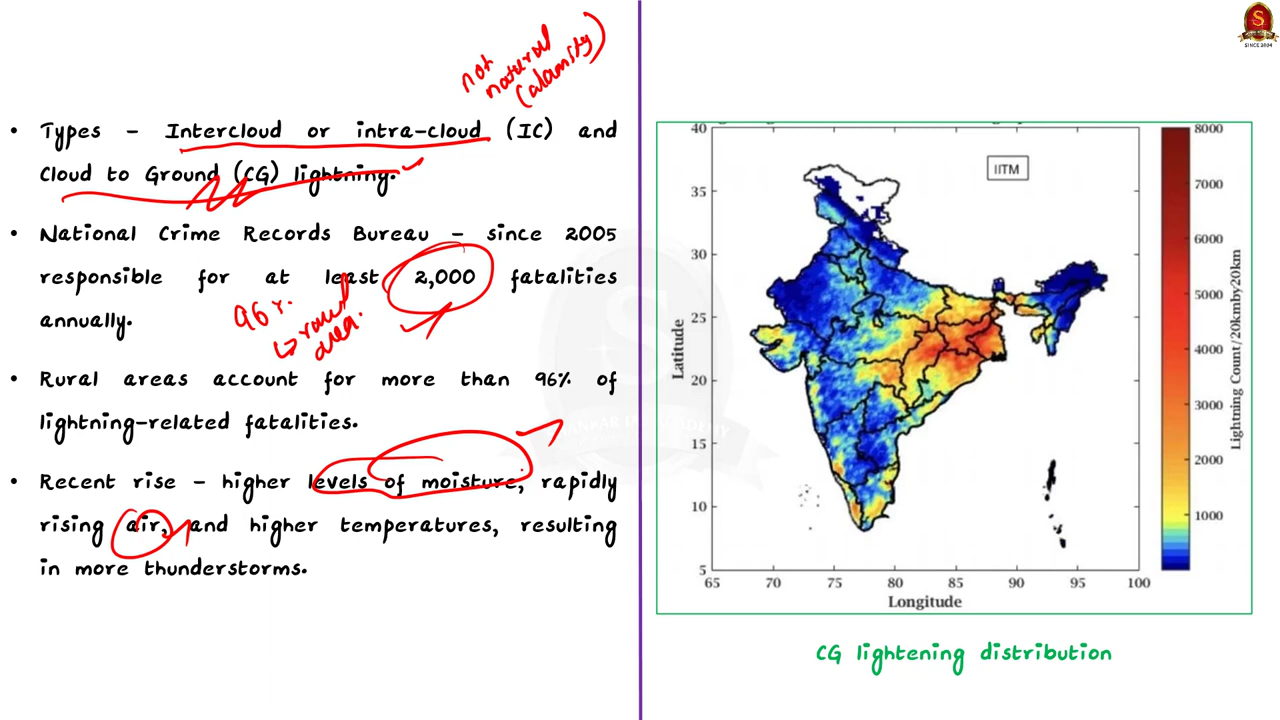 not
natural
calamity)
• Types – Intercloud or intra-cloud (IC) and
Cloud to Ground (CG) lightning.
• National Crime Records Bureau – since 2005
responsible for at least 2,000 fatalities
annually.
96%
↳ rural
area.
• Rural areas account for more than 96% of
lightning-related fatalities.
• Recent rise – higher levels of moisture, rapidly
rising air, and higher temperatures, resulting
in more thunderstorms.
S
SINCE 2004
IITM
40
35
30
25
20
15
10
5
Latitude
65 70 75 80 85 90 95 100
Longitude
8000
7000
6000
5000
4000
3000
2000
1000
Lightning Count/20kmby20km
CG lightening distribution